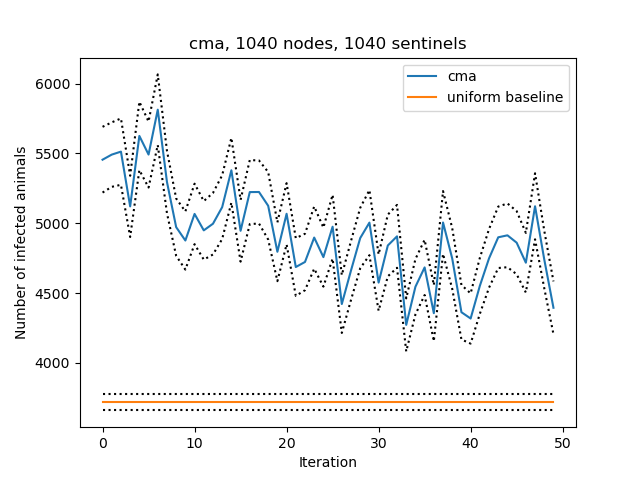 cma, 1040 nodes, 1040 sentinels
cma
uniform baseline
Number of infected animals
6000
5500
5000
4500
4000
0 10 20 30 40 50
Iteration